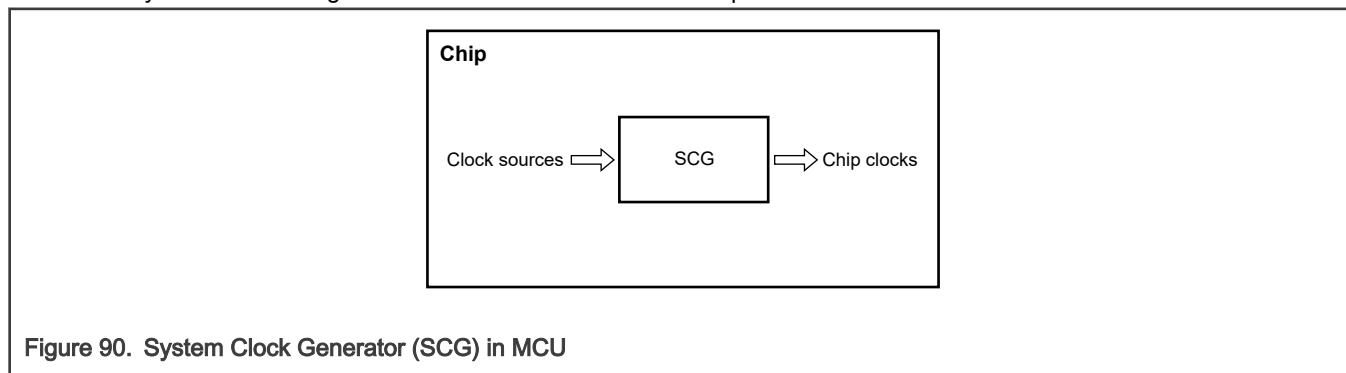 Chip
Clock sources
SCG
Chip clocks
Figure 90. System Clock Generator (SCG) in MCU